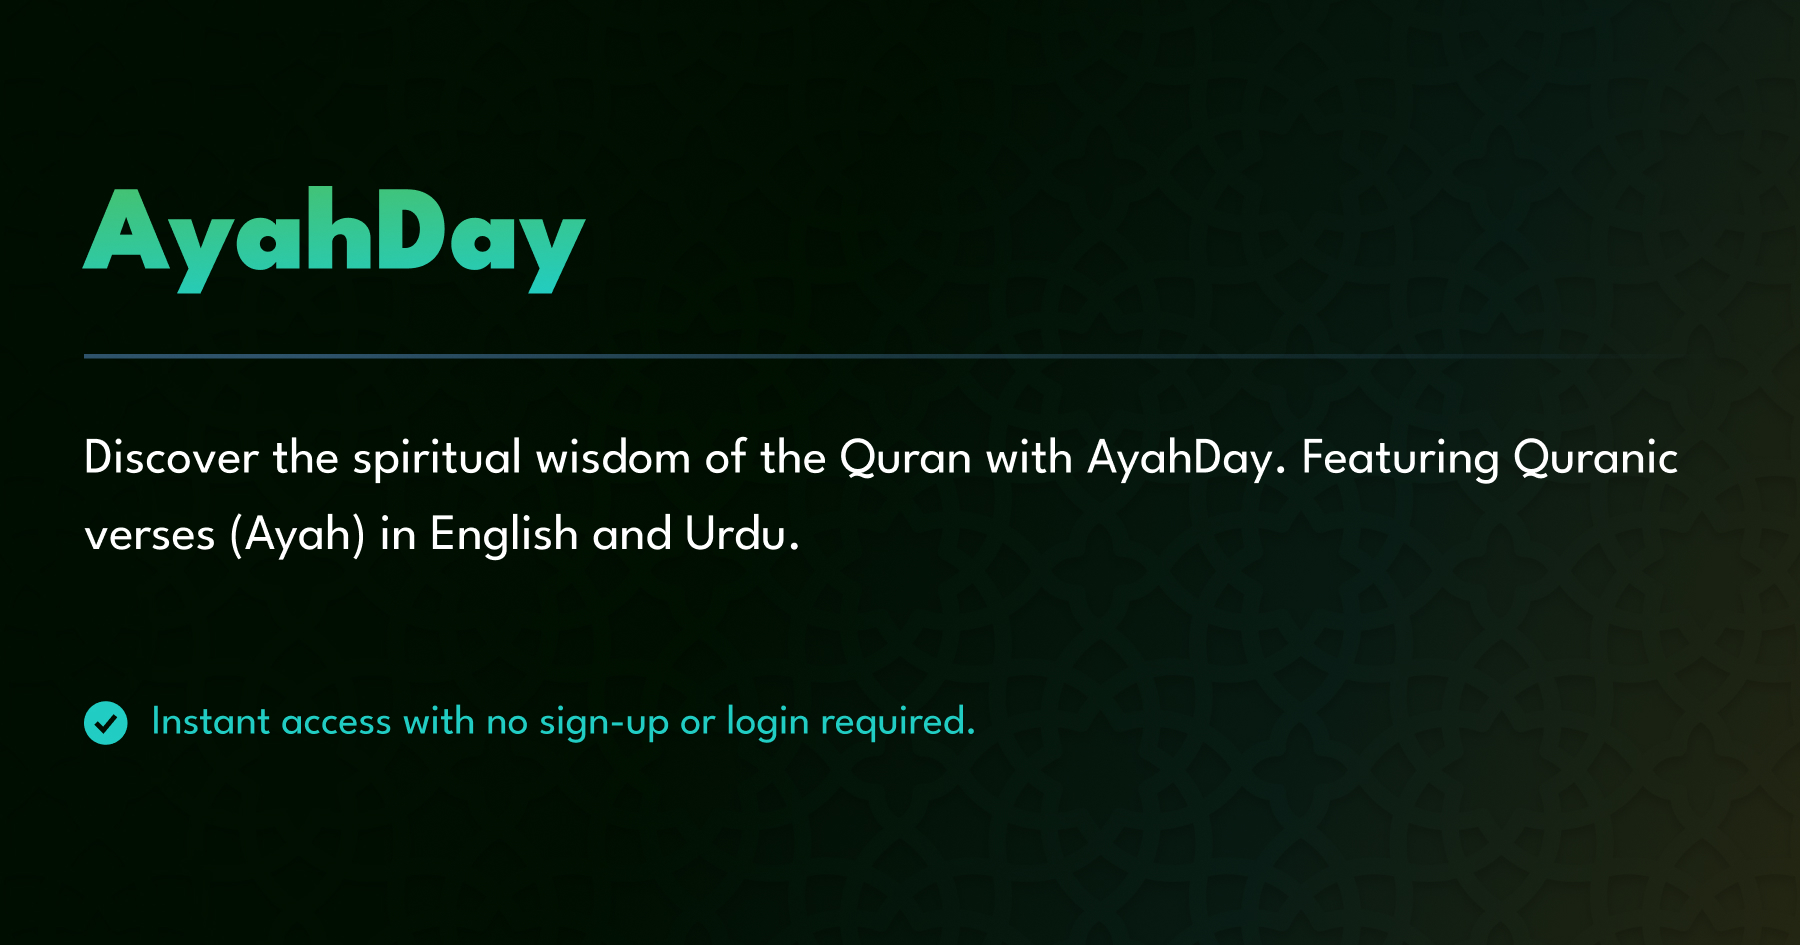 AyahDay
Discover the spiritual wisdom of the Quran with AyahDay. Featuring Quranic
verses (Ayah) in English and Urdu.
Instant access with no sign-up or login required.